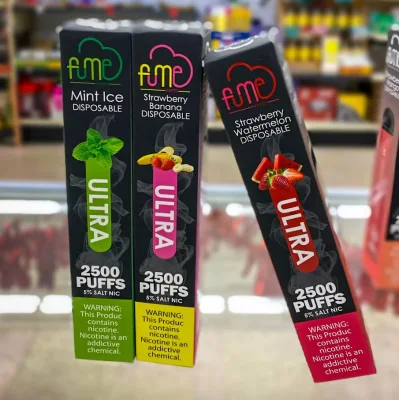 fume
Mint Ice
DISPOSABLE
ULTRA
2500
PUFFS
5% SALT NIC
WARNING:
This Produc
contains
nicotine.
Nicotine is an
addictive
chemical.
fume
Strawberry
Banana
DISPOSABLE
ULTRA
2500
PUFFS
5% SALT NIC
WARNING:
This Produc
contains
nicotine.
Nicotine is an
addictive
chemical.
fume
Strawberry
Watermelon
DISPOSABLE
ULTRA
2500
PUFFS
5% SALT NIC
WARNING:
This Produc
contains
nicotine.
Nicotine is an
addictive
chemical.